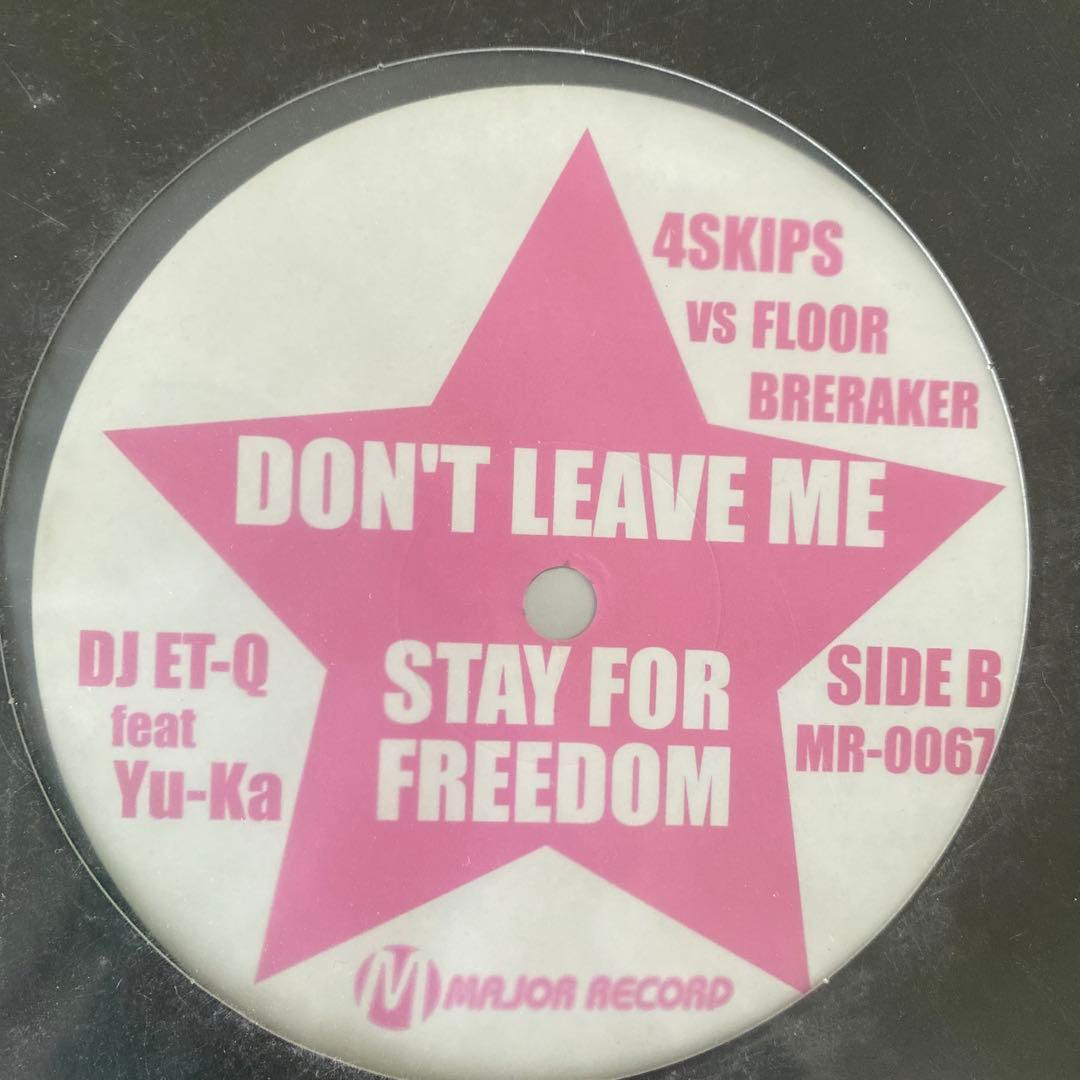 4SKIPS
VS FLOOR
BRERAKER
DON'T LEAVE ME
DJ ET-Q
feat
Yu-Ka
STAY FOR
FREEDOM
SIDE B
MR-0067
M MAJOR RECORD